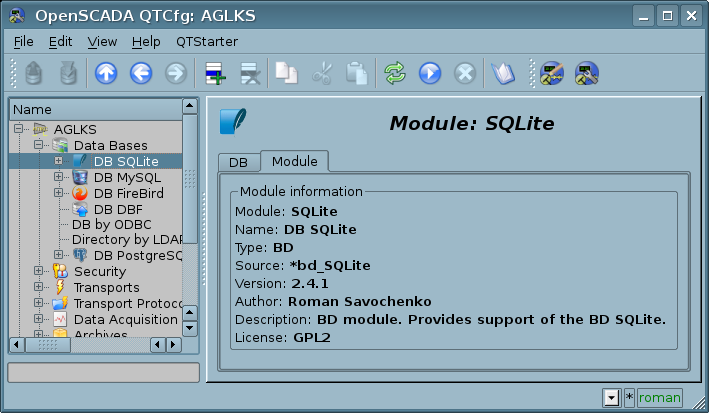 OpenSCADA QTCfg: AGLKS
File Edit View Help QTStarter
Name
AGLKS
Data Bases
DB SQLite
DB MySQL
DB FireBird
DB DBF
DB by ODBC
Directory by LDAP
DB PostgreSQ
Security
Transports
Transport Protoco
Data Acquisition
Archives
Module: SQLite
DB Module
Module information
Module: SQLite
Name: DB SQLite
Type: BD
Source: *bd_SQLite
Version: 2.4.1
Author: Roman Savochenko
Description: BD module. Provides support of the BD SQLite.
License: GPL2
* roman